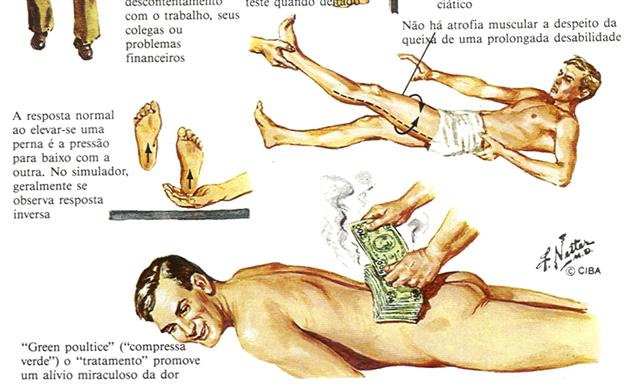 descontentamento
com o trabalho, seus
colegas ou
problemas
financeiros
teste quando deitado
ciático
Não há atrofia muscular a despeito da
queixa de uma prolongada desabilidade
A resposta normal
ao elevar-se uma
perna é a pressão
para baixo com a
outra. No simulador,
geralmente se
observa resposta
inversa
F. Netter
M.D.
© CIBA
“Green poultice” (“compressa
verde”) o “tratamento” promove
um alívio miraculoso da dor